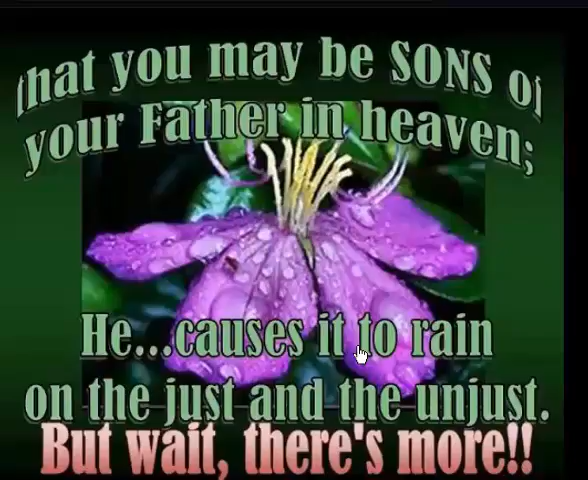 that you may be SONS of
your Father in heaven;
He...causes it to rain
on the just and the unjust.
But wait, there's more!!